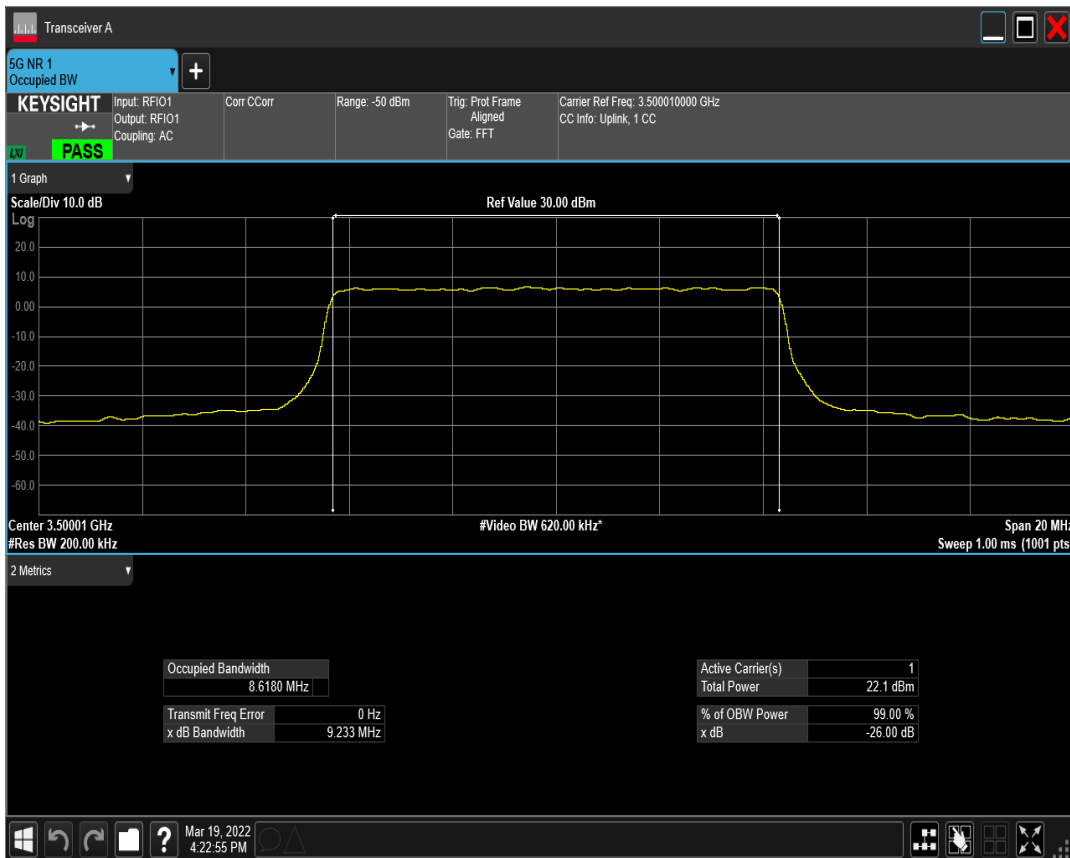 Transceiver A
5G NR 1
Occupied BW
+
KEYSIGHT
LXI
PASS
Input: RFIO1
Output: RFIO1
Coupling: AC
Corr CCorr
Range: -50 dBm
Trig: Prot Frame
Aligned
Gate: FFT
Carrier Ref Freq: 3.500010000 GHz
CC Info: Uplink, 1 CC
1 Graph
Scale/Div 10.0 dB
Ref Value 30.00 dBm
Log
20.0
10.0
0.00
-10.0
-20.0
-30.0
-40.0
-50.0
-60.0
Center 3.50001 GHz
#Video BW 620.00 kHz*
Span 20 MHz
#Res BW 200.00 kHz
Sweep 1.00 ms (1001 pts
2 Metrics
Occupied Bandwidth
8.6180 MHz
Transmit Freq Error 0 Hz
x dB Bandwidth 9.233 MHz
Active Carrier(s) 1
Total Power 22.1 dBm
% of OBW Power 99.00 %
x dB -26.00 dB
?
Mar 19, 2022
4:22:55 PM